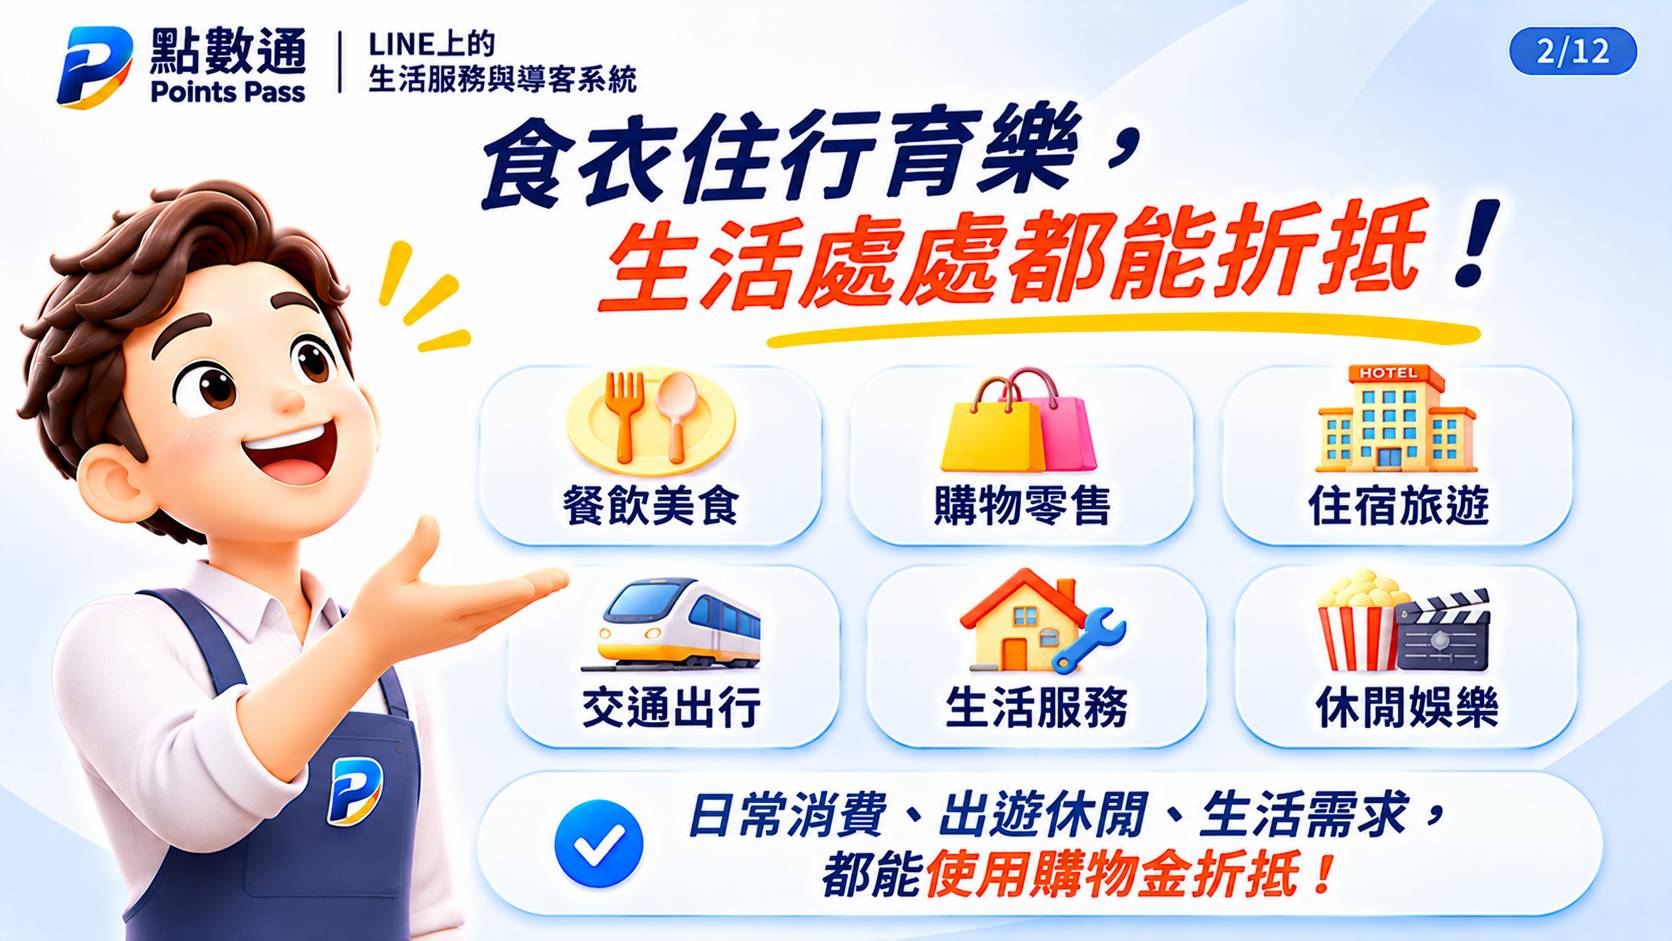 點數通
Points Pass
LINE上的
生活服務與導客系統
2/12
食衣住行育樂，
生活處處都能折抵！
HOTEL
餐飲美食
購物零售
住宿旅遊
交通出行
生活服務
休閒娛樂
日常消費、出遊休閒、生活需求，
都能使用購物金折抵！